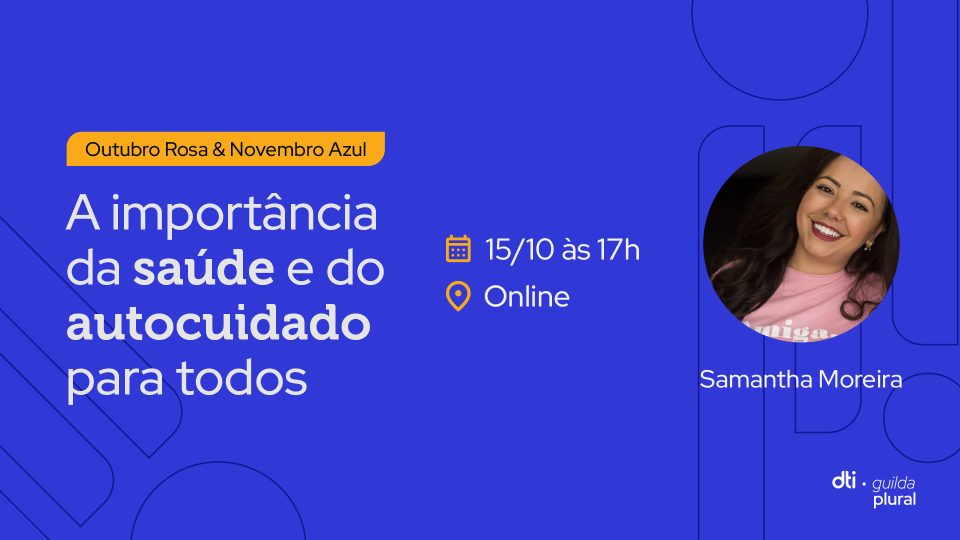 Outubro Rosa & Novembro Azul
A importância
da saúde e do
autocuidado
para todos
15/10 às 17h
Online
amiga.
Samantha Moreira
dti . guilda
plural